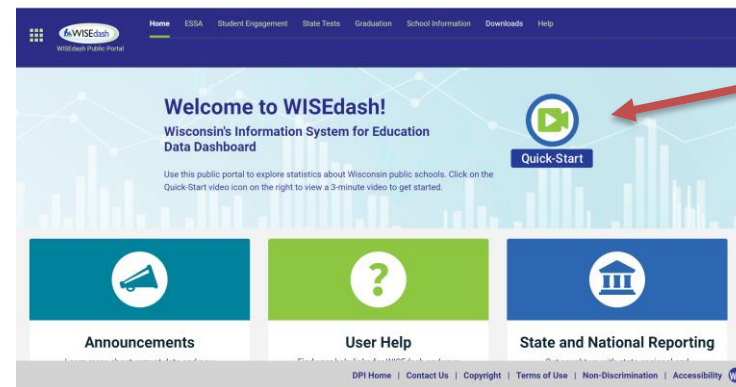 WISEdash
WISEdash Public Portal
Home ESSA Student Engagement State Tests Graduation School Information Downloads Help
Welcome to WISEdash!
Wisconsin's Information System for Education
Data Dashboard
Use this public portal to explore statistics about Wisconsin public schools. Click on the
Quick-Start video icon on the right to view a 3-minute video to get started.
Quick-Start
Announcements
User Help
State and National Reporting
DPI Home | Contact Us | Copyright | Terms of Use | Non-Discrimination | Accessibility